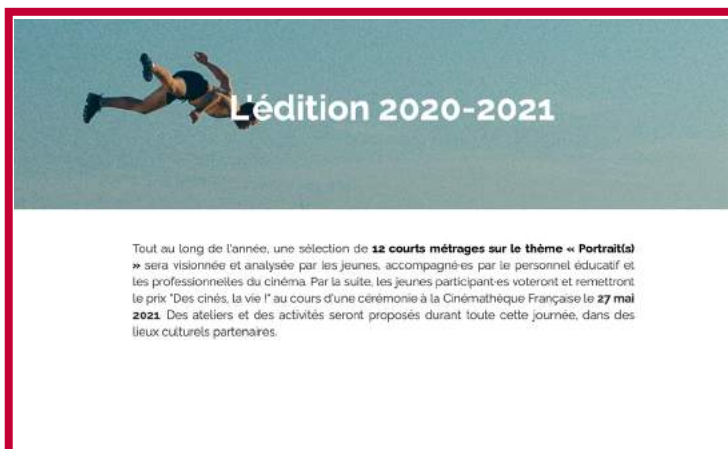 L'édition 2020-2021
Tout au long de l'année, une sélection de 12 courts métrages sur le thème « Portrait(s)
» sera visionnée et analysée par les jeunes, accompagné·es par le personnel éducatif et
les professionnelles du cinéma. Par la suite, les jeunes participant·es voteront et remettront
le prix "Des cinés, la vie !" au cours d'une cérémonie à la Cinémathèque Française le 27 mai
2021. Des ateliers et des activités seront proposés durant toute cette journée, dans des
lieux culturels partenaires.